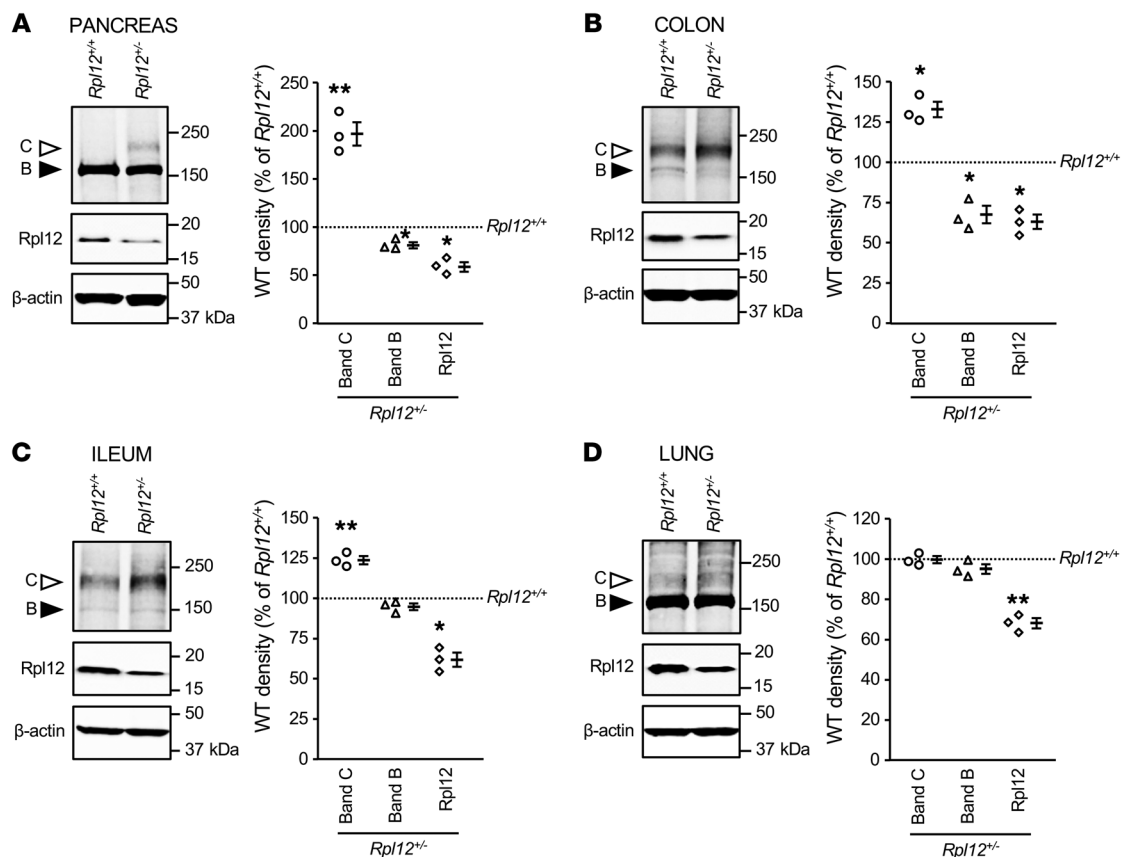 A PANCREAS
Rpl12+/+
Rpl12+/-
C
B
250
150
Rpl12
20
15
β-actin
50
37 kDa
WT density (% of Rpl12+/+)
250
200
150
100
50
0
**
*
*
Rpl12+/+
Band C
Band B
Rpl12
Rpl12+/-
B COLON
Rpl12+/+
Rpl12+/-
C
B
250
150
Rpl12
20
15
β-actin
50
37 kDa
WT density (% of Rpl12+/+)
150
125
100
75
50
25
0
*
*
*
Rpl12+/+
Band C
Band B
Rpl12
Rpl12+/-
C ILEUM
Rpl12+/+
Rpl12+/-
C
B
250
150
Rpl12
20
15
β-actin
50
37 kDa
WT density (% of Rpl12+/+)
150
125
100
75
50
25
0
**
*
Rpl12+/+
Band C
Band B
Rpl12
Rpl12+/-
D LUNG
Rpl12+/+
Rpl12+/-
C
B
250
150
Rpl12
20
15
β-actin
50
37 kDa
WT density (% of Rpl12+/+)
120
100
80
60
40
20
0
**
Rpl12+/+
Band C
Band B
Rpl12
Rpl12+/-